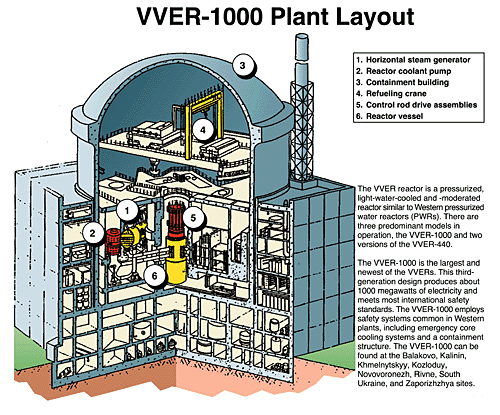 VVER-1000 Plant Layout
1. Horizontal steam generator
2. Reactor coolant pump
3. Containment building
4. Refueling crane
5. Control rod drive assemblies
6. Reactor vessel
3
4
1
2
5
6
The VVER reactor is a pressurized,
light-water-cooled and -moderated
reactor similar to Western pressurized
water reactors (PWRs). There are
three predominant models in
operation, the VVER-1000 and two
versions of the VVER-440.
The VVER-1000 is the largest and
newest of the VVERs. This third-
generation design produces about
1000 megawatts of electricity and
meets most international safety
standards. The VVER-1000 employs
safety systems common in Western
plants, including emergency core
cooling systems and a containment
structure. The VVER-1000 can be
found at the Balakovo, Kalinin,
Khmelnytskyy, Kozloduy,
Novovoronezh, Rivne, South
Ukraine, and Zaporizhzhya sites.